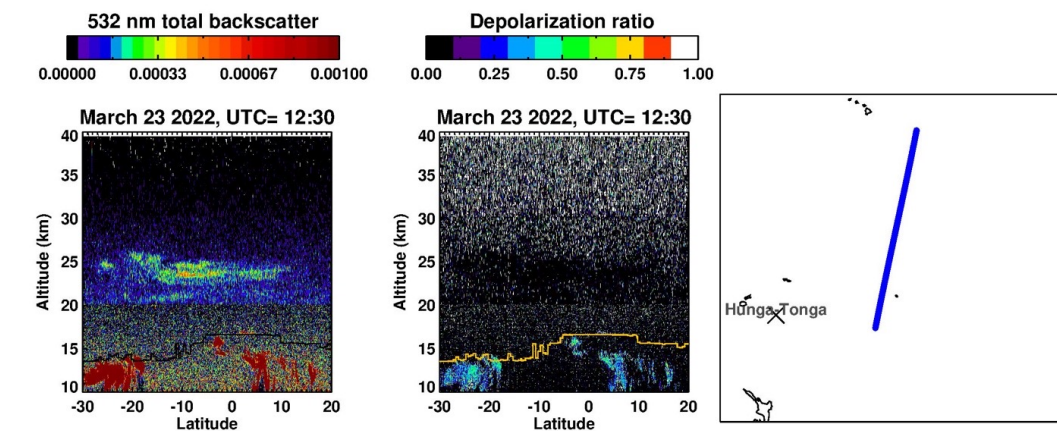 532 nm total backscatter
0.00000 0.00033 0.00067 0.00100
Depolarization ratio
0.00 0.25 0.50 0.75 1.00
March 23 2022, UTC= 12:30
Altitude (km)
40
35
30
25
20
15
10
-30 -20 -10 0 10 20
Latitude
March 23 2022, UTC= 12:30
Altitude (km)
40
35
30
25
20
15
10
-30 -20 -10 0 10 20
Latitude
Hunga-Tonga